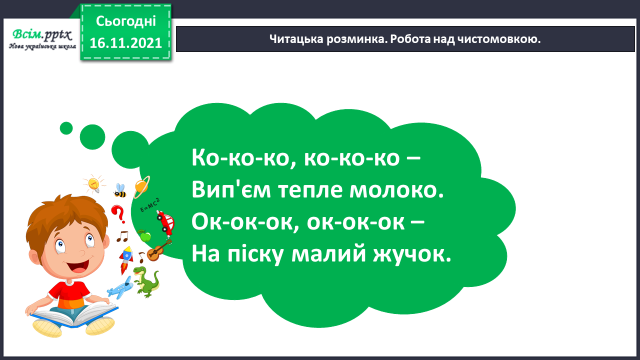 Всім.pptx
Нова українська школа
Сьогодні
16.11.2021
Читацька розминка. Робота над чистомовкою.
Ко-ко-ко, ко-ко-ко –
Вип'єм тепле молоко.
Ок-ок-ок, ок-ок-ок –
На піску малий жучок.
E=MC²
?